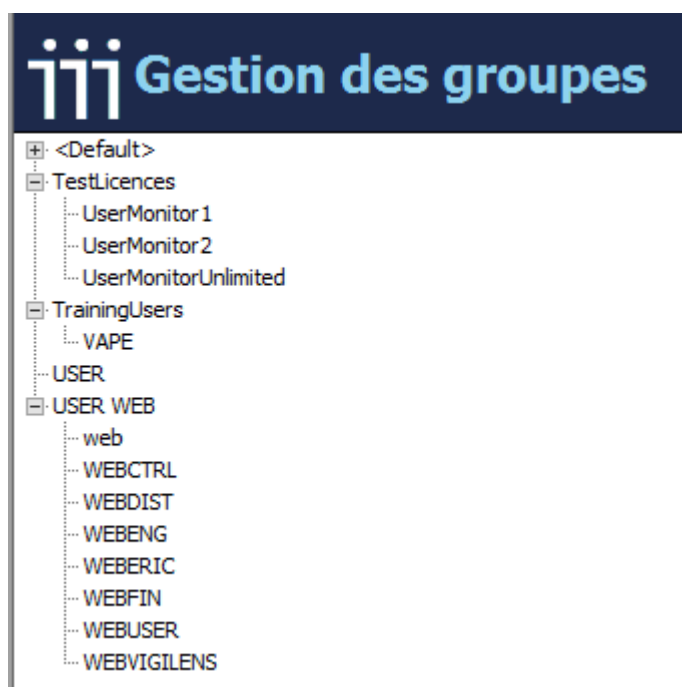 Gestion des groupes
<Default>
TestLicences
UserMonitor1
UserMonitor2
UserMonitorUnlimited
TrainingUsers
VAPE
USER
USER WEB
web
WEBCTRL
WEBDIST
WEBENG
WEBERIC
WEBFIN
WEBUSER
WEBVIGILENS